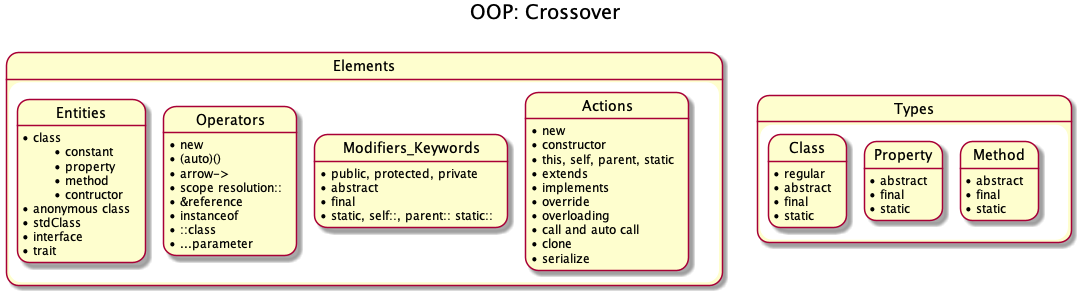 OOP: Crossover
Elements
Entities
• class
• constant
• property
• method
• contructor
• anonymous class
• stdClass
• interface
• trait
Operators
• new
• (auto)()
• arrow->
• scope resolution::
• &reference
• instanceof
• ::class
• ...parameter
Modifiers_Keywords
• public, protected, private
• abstract
• final
• static, self::, parent:: static::
Actions
• new
• constructor
• this, self, parent, static
• extends
• implements
• override
• overloading
• call and auto call
• clone
• serialize
Types
Class
• regular
• abstract
• final
• static
Property
• abstract
• final
• static
Method
• abstract
• final
• static